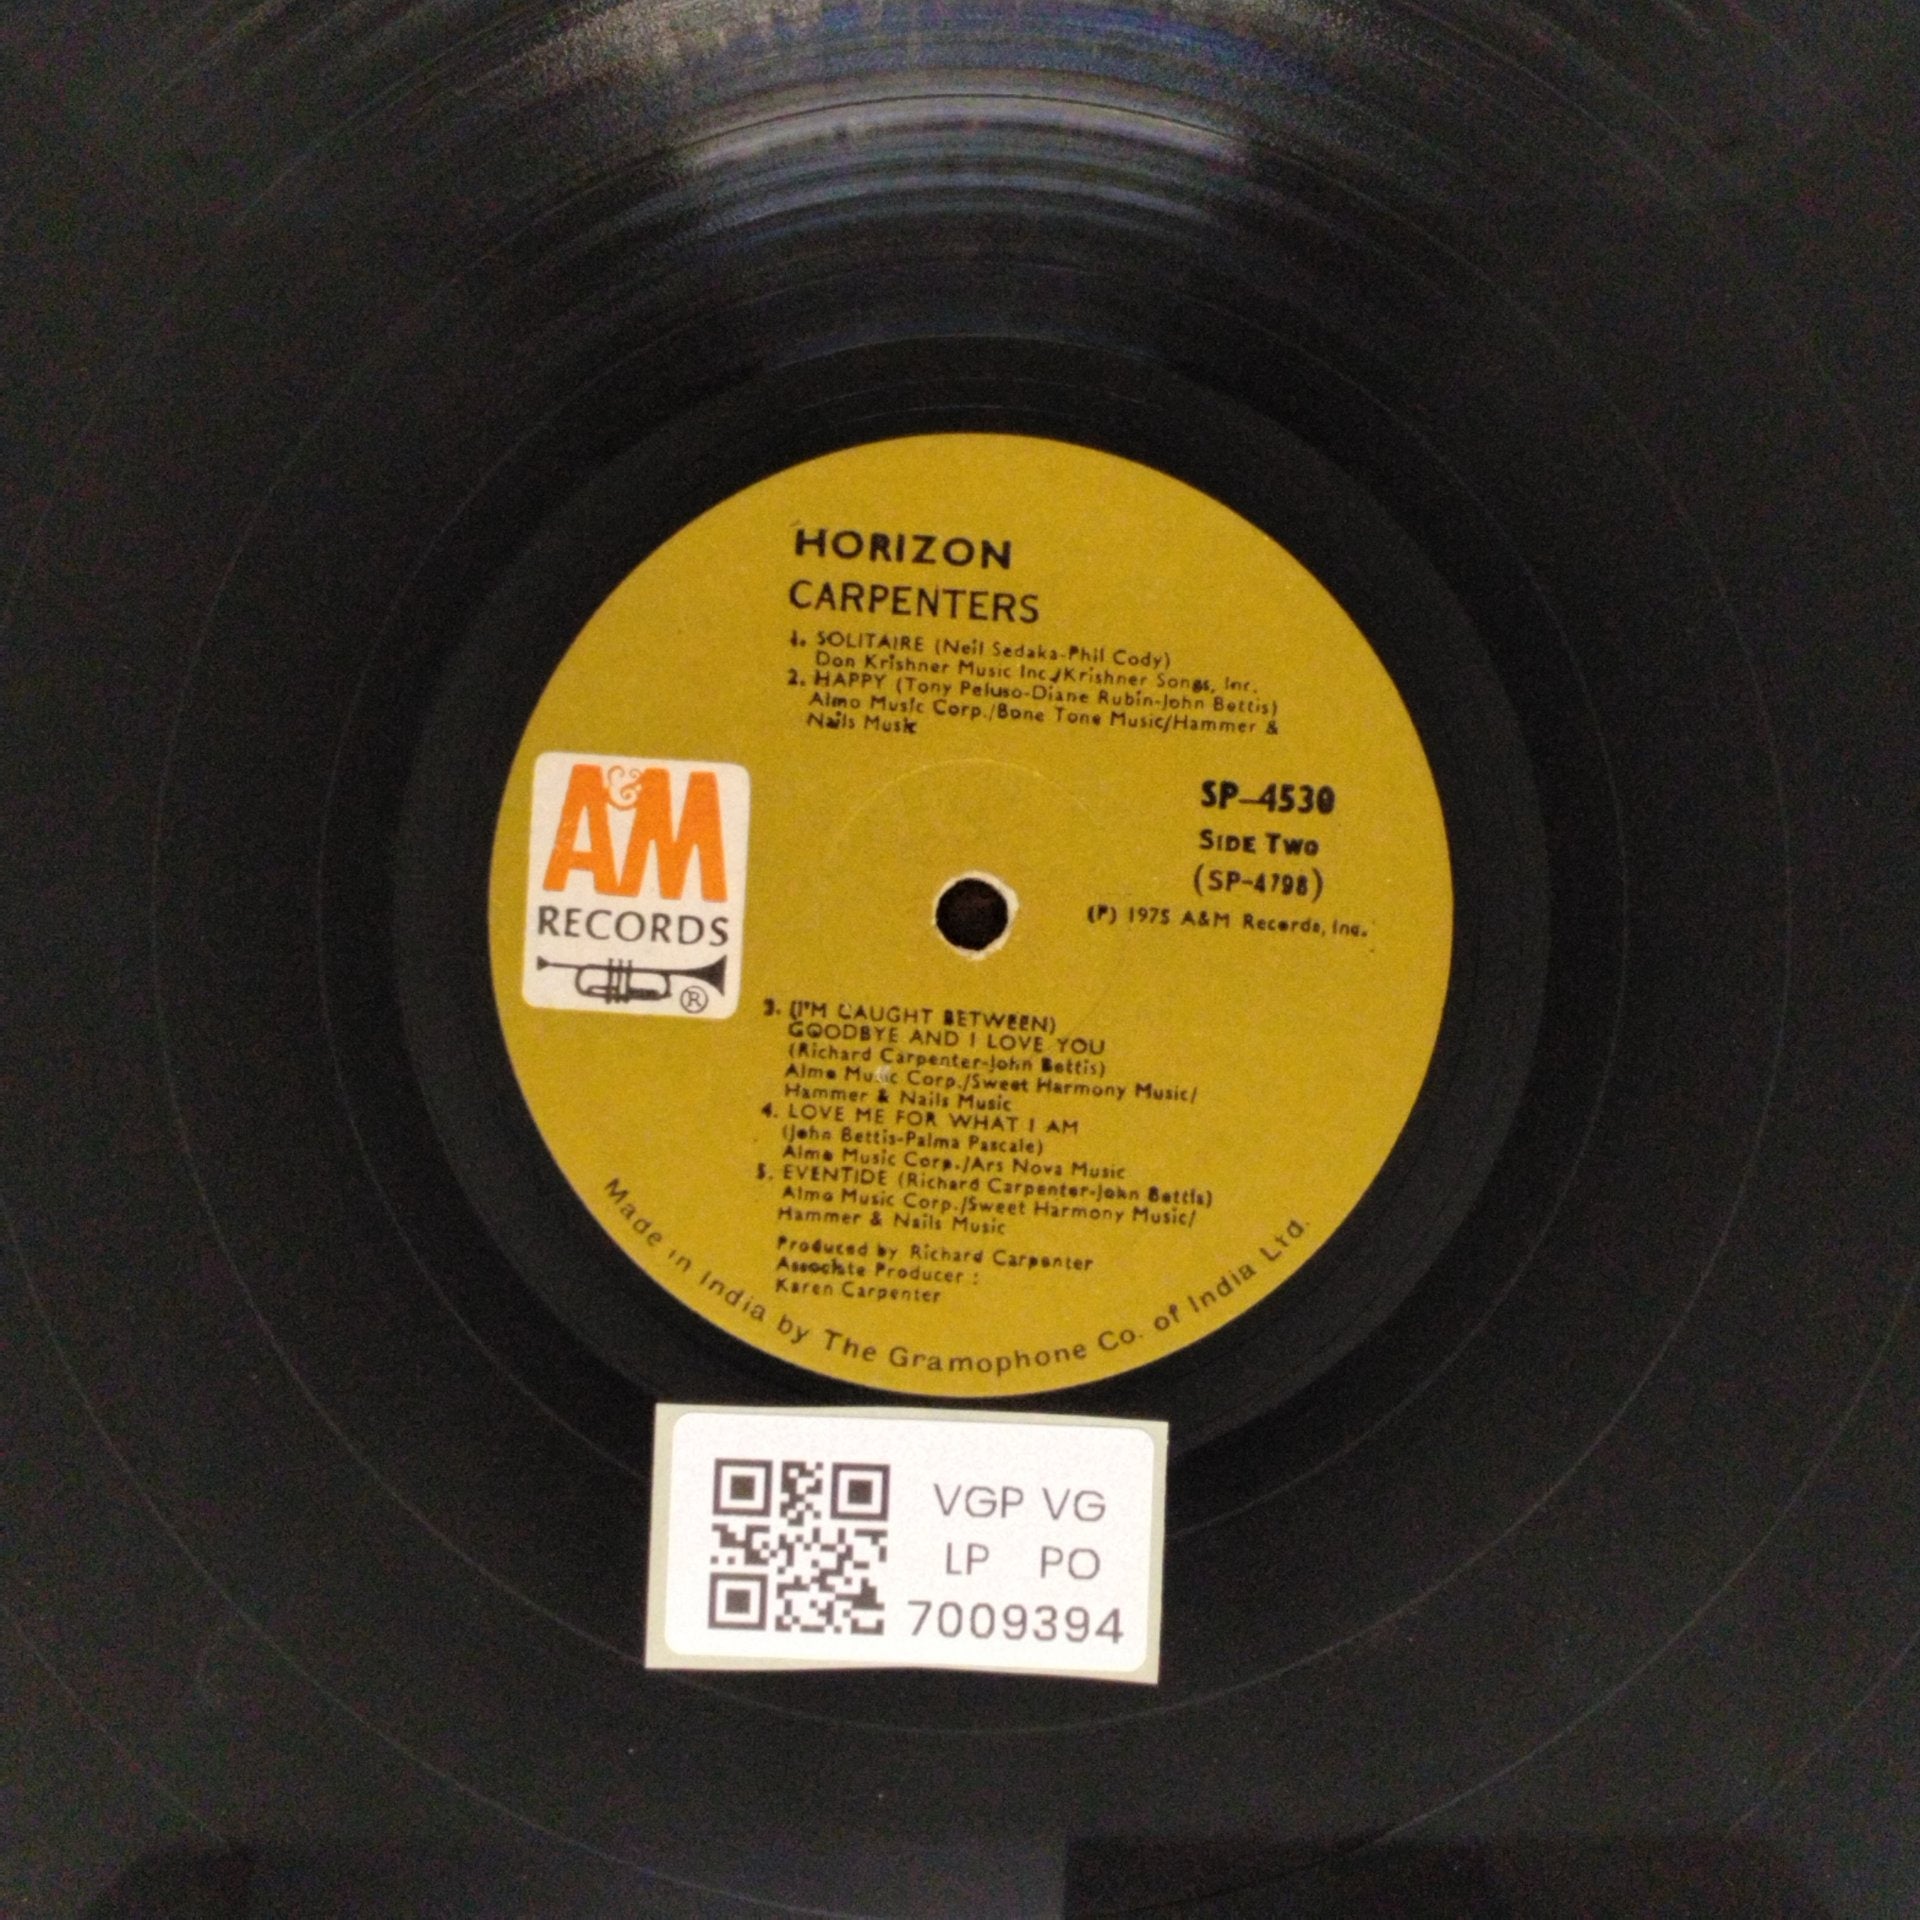 HORIZON
CARPENTERS
1. SOLITAIRE (Neil Sedaka-Phil Cody)
Don Krishner Music Inc./Krishner Songs, Inc.
2. HAPPY (Tony Peluso-Diane Rubin-John Bettis)
Almo Music Corp./Bone Tone Music/Hammer &
Nails Music
A&M
RECORDS
®
SP-4530
SIDE TWO
(SP-4798)
(P) 1975 A&M Records, Inc.
3. (I'M CAUGHT BETWEEN)
GOODBYE AND I LOVE YOU
(Richard Carpenter-John Bettis)
Almo Music Corp./Sweet Harmony Music/
Hammer & Nails Music
4. LOVE ME FOR WHAT I AM
(John Bettis-Palma Pascale)
Almo Music Corp./Ars Nova Music
5. EVENTIDE (Richard Carpenter-John Bettis)
Almo Music Corp./Sweet Harmony Music/
Hammer & Nails Music
Produced by Richard Carpenter
Associate Producer :
Karen Carpenter
Made in India by The Gramophone Co. of India Ltd.
VGP VG
LP PO
7009394